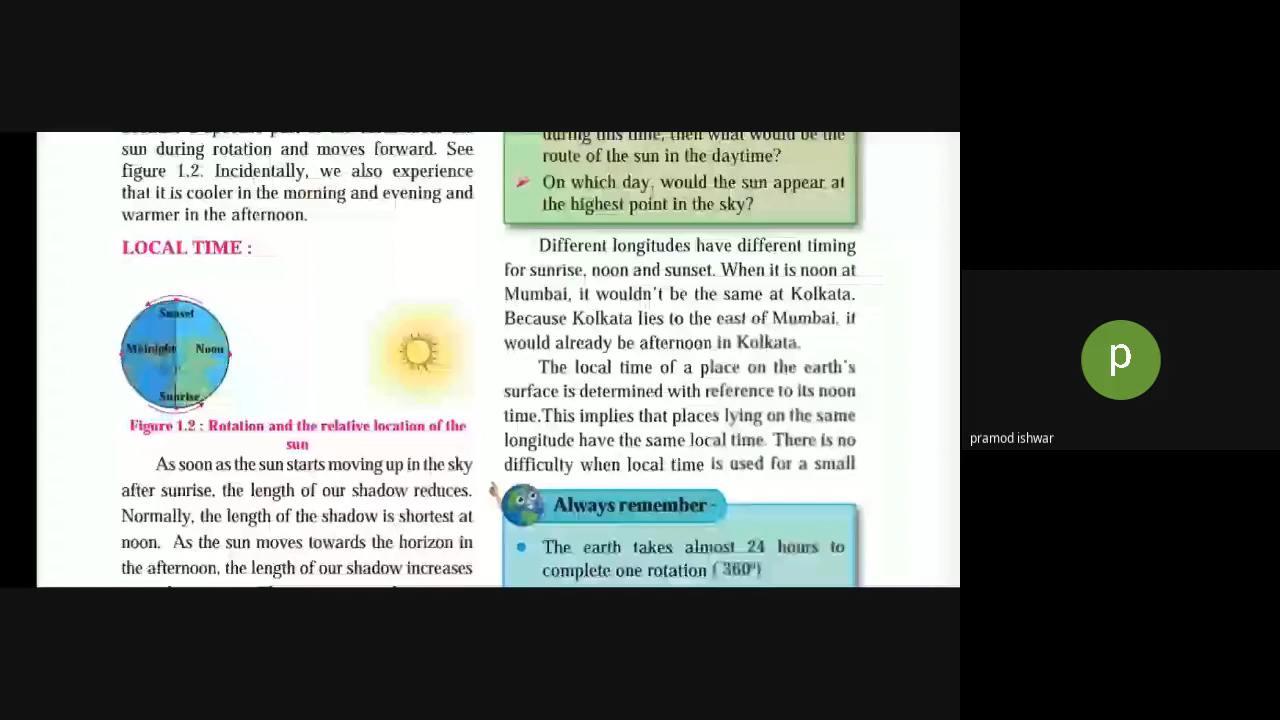 sun during rotation and moves forward. See
figure 1.2. Incidentally, we also experience
that it is cooler in the morning and evening and
warmer in the afternoon.
LOCAL TIME :
Sunset
Midnight Noon
Sunrise
Figure 1.2 : Rotation and the relative location of the
sun
As soon as the sun starts moving up in the sky
after sunrise, the length of our shadow reduces.
Normally, the length of the shadow is shortest at
noon. As the sun moves towards the horizon in
the afternoon, the length of our shadow increases
during this time, then what would be the
route of the sun in the daytime?
On which day, would the sun appear at
the highest point in the sky?
Different longitudes have different timing
for sunrise, noon and sunset. When it is noon at
Mumbai, it wouldn't be the same at Kolkata.
Because Kolkata lies to the east of Mumbai, it
would already be afternoon in Kolkata.
The local time of a place on the earth's
surface is determined with reference to its noon
time.This implies that places lying on the same
longitude have the same local time. There is no
difficulty when local time is used for a small
Always remember -
The earth takes almost 24 hours to
complete one rotation ( 360°)
p
pramod ishwar